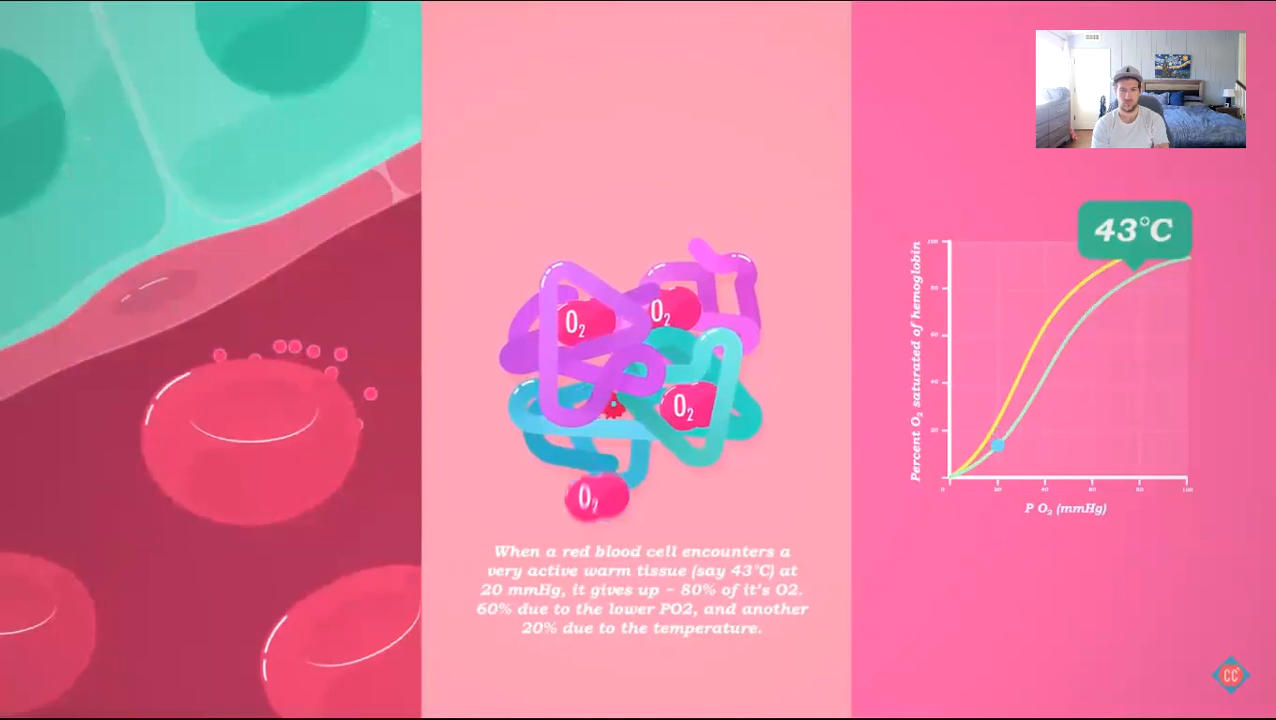 O₂
O₂
O₂
O₂
When a red blood cell encounters a
very active warm tissue (say 43°C) at
20 mmHg, it gives up ~ 80% of it's O2.
60% due to the lower PO2, and another
20% due to the temperature.
43°C
Percent O₂ saturated of hemoglobin
100
80
60
40
20
0
20
40
60
80
100
P O₂ (mmHg)
CC